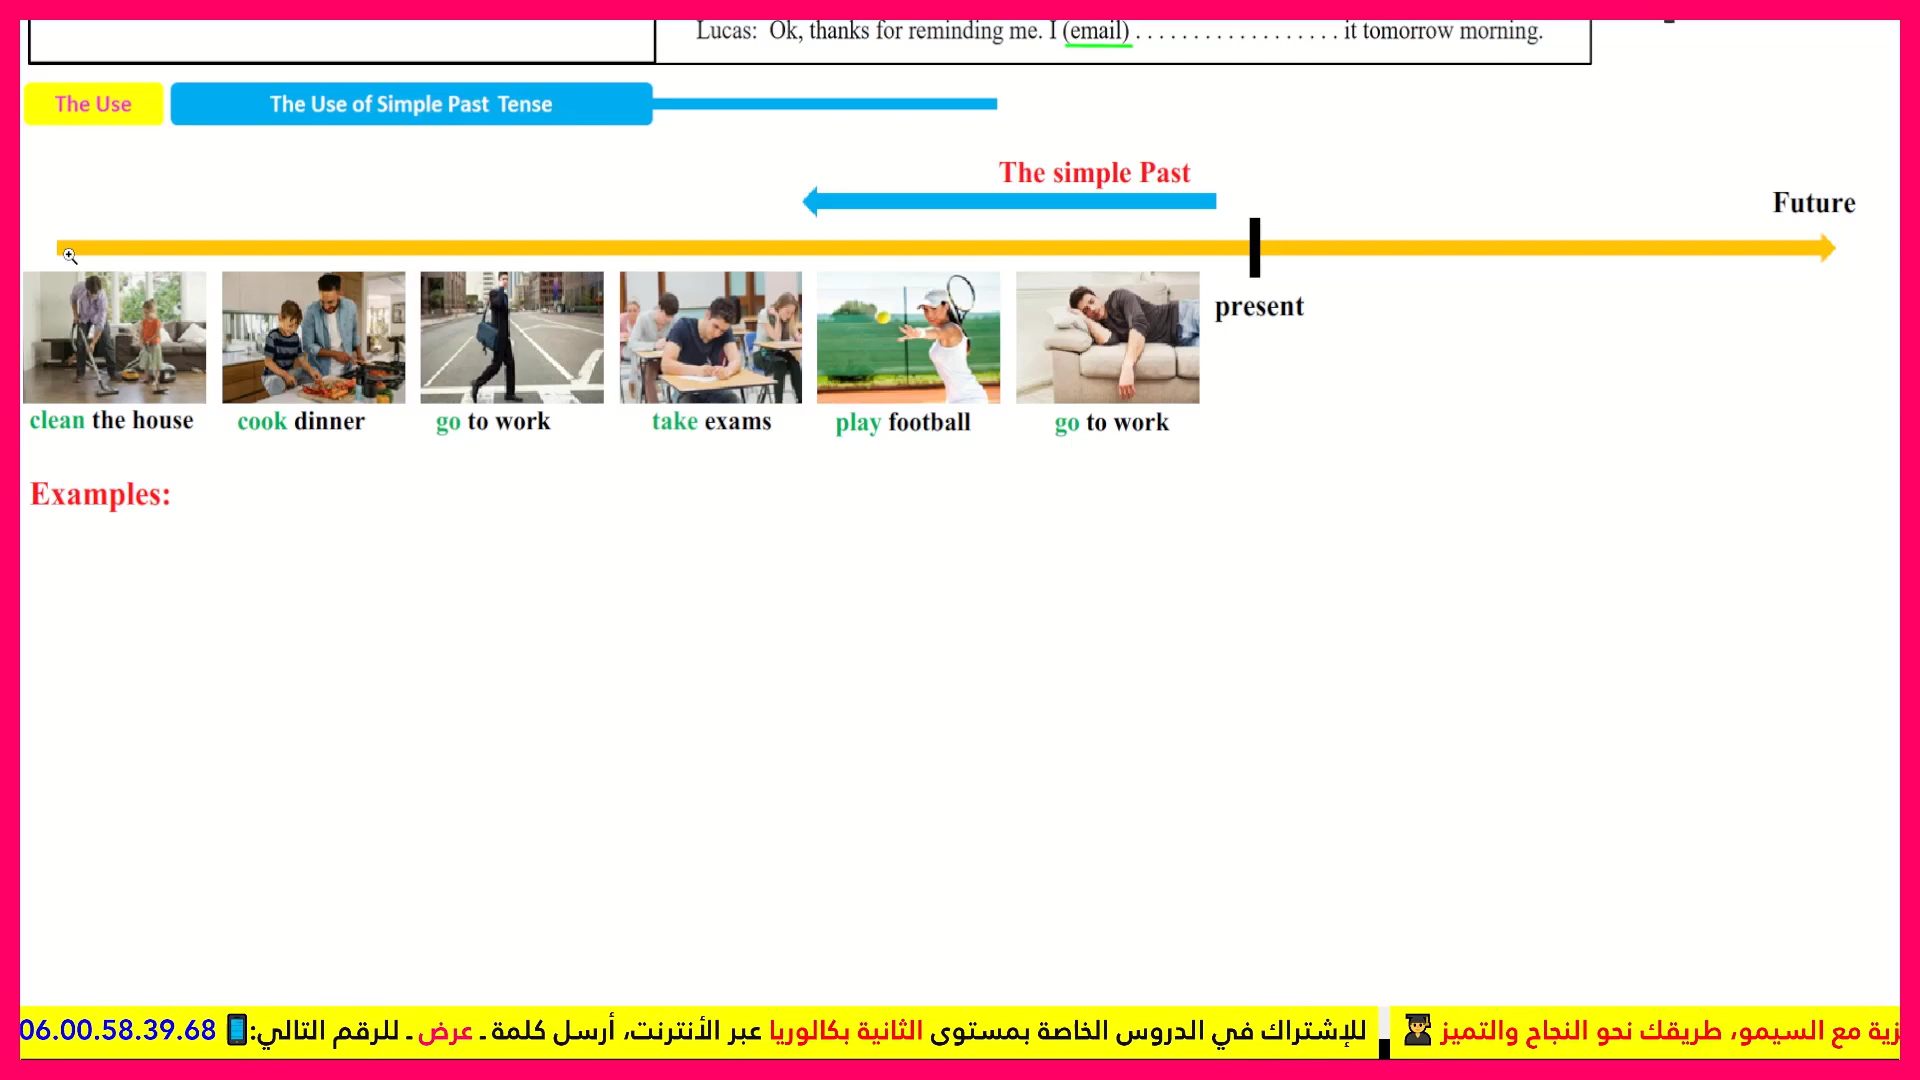 Lucas: Ok, thanks for reminding me. I (email) . . . . . . . . . . . . . . . . . . it tomorrow morning.
The Use
The Use of Simple Past Tense
The simple Past
Future
present
clean the house
cook dinner
go to work
take exams
play football
go to work
Examples:
زية مع السيمو، طريقك نحو النجاح والتميز
للإشتراك في الدروس الخاصة بمستوى الثانية بكالوريا عبر الأنترنت، أرسل كلمة ـ عرض ـ للرقم التالي: 06.00.58.39.68